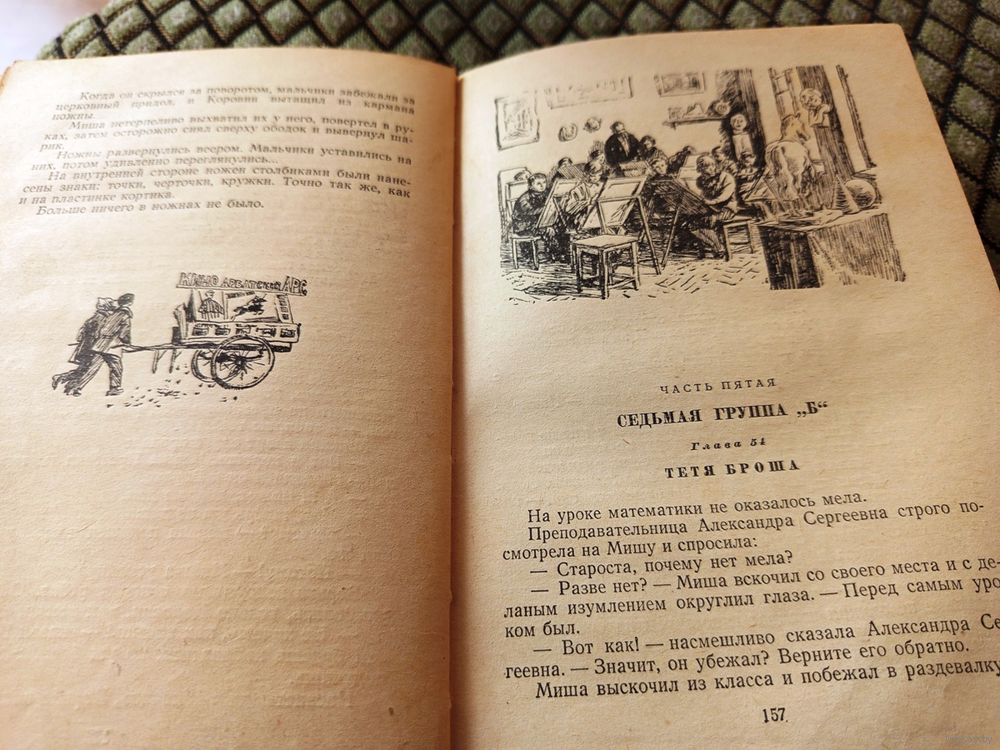 Когда он скрылся за поворотом, мальчики забежали за
церковный придел, и Коровин вытащил из кармана
ножны.
Миша нетерпеливо выхватил их у него, повертел в ру-
ках, затем осторожно снял сверху ободок и вывернул ша-
рик.
Ножны развернулись веером. Мальчики уставились на
них, потом удивленно переглянулись...
На внутренней стороне ножен столбиками были нане-
сены знаки: точки, черточки, кружки. Точно так же, как
и на пластинке кортика.
Больше ничего в ножнах не было.
КИНО АРБАТСКИЙ АРС
ЧАСТЬ ПЯТАЯ
СЕДЬМАЯ ГРУППА „Б“
Глава 51
ТЕТЯ БРОША
На уроке математики не оказалось мела.
Преподавательница Александра Сергеевна строго по-
смотрела на Мишу и спросила:
— Староста, почему нет мела?
— Разве нет? — Миша вскочил со своего места и с де-
ланым изумлением округлил глаза. — Перед самым уро
ком был.
— Вот как! — насмешливо сказала Александра Се
геевна. — Значит, он убежал? Верните его обратно.
Миша выскочил из класса и побежал в раздевалку
157